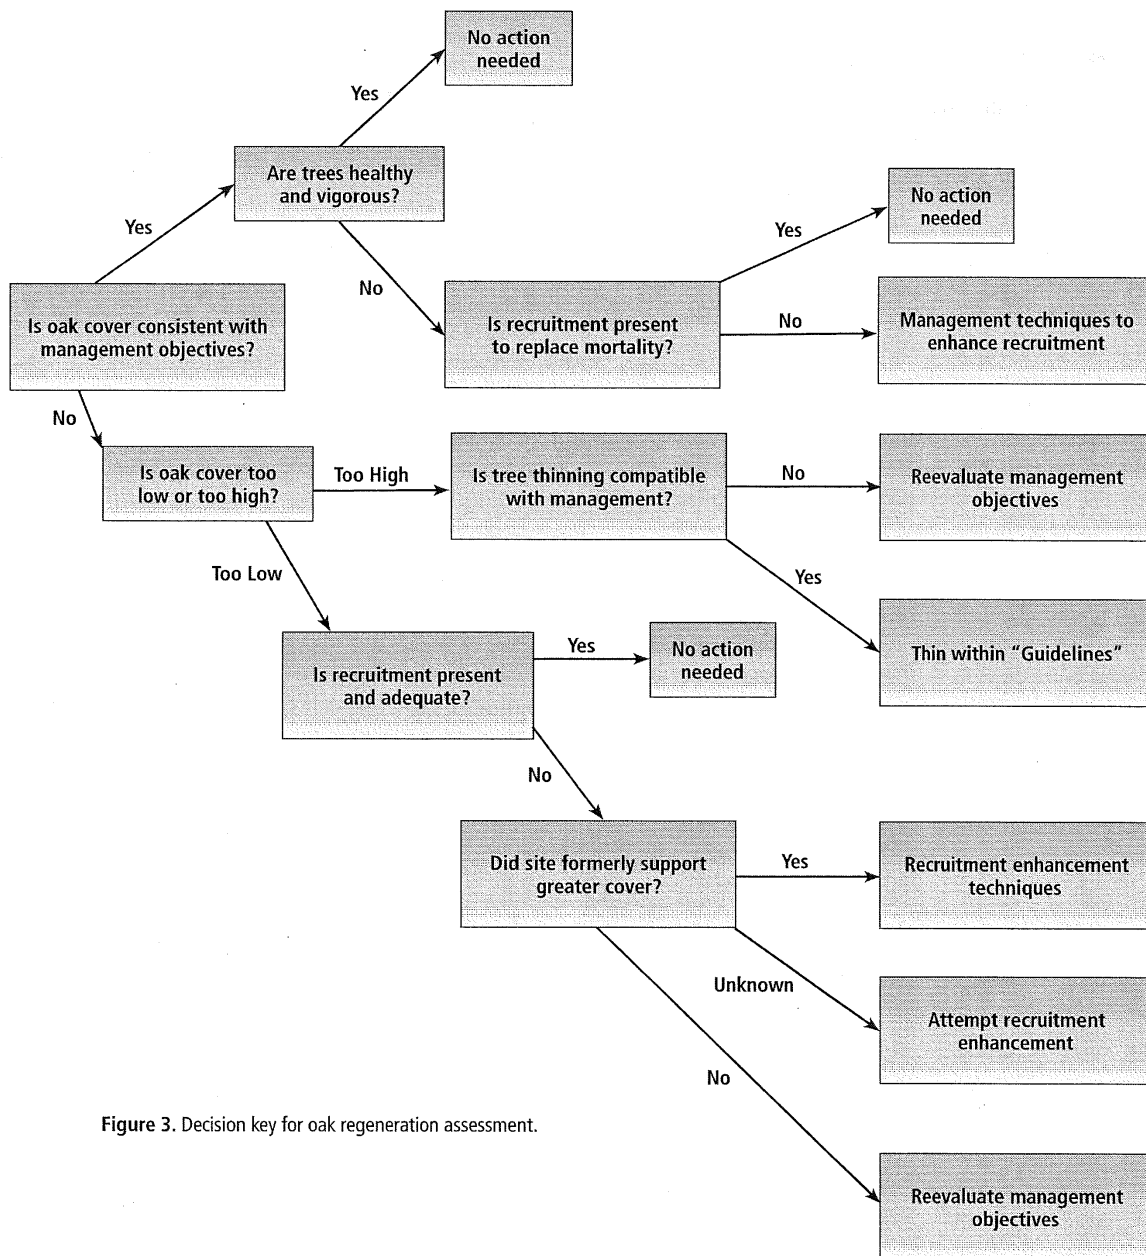 No action
needed
Yes
Are trees healthy
and vigorous?
No action
needed
Yes
Yes
No
Is oak cover consistent with
management objectives?
Is recruitment present
to replace mortality?
No
Management techniques to
enhance recruitment
No
Is oak cover too
low or too high?
Too High
Is tree thinning compatible
with management?
No
Reevaluate management
objectives
Too Low
Yes
Thin within “Guidelines”
Is recruitment present
and adequate?
Yes
No action
needed
No
Did site formerly support
greater cover?
Yes
Recruitment enhancement
techniques
Unknown
Attempt recruitment
enhancement
No
Figure 3. Decision key for oak regeneration assessment.
Reevaluate management
objectives